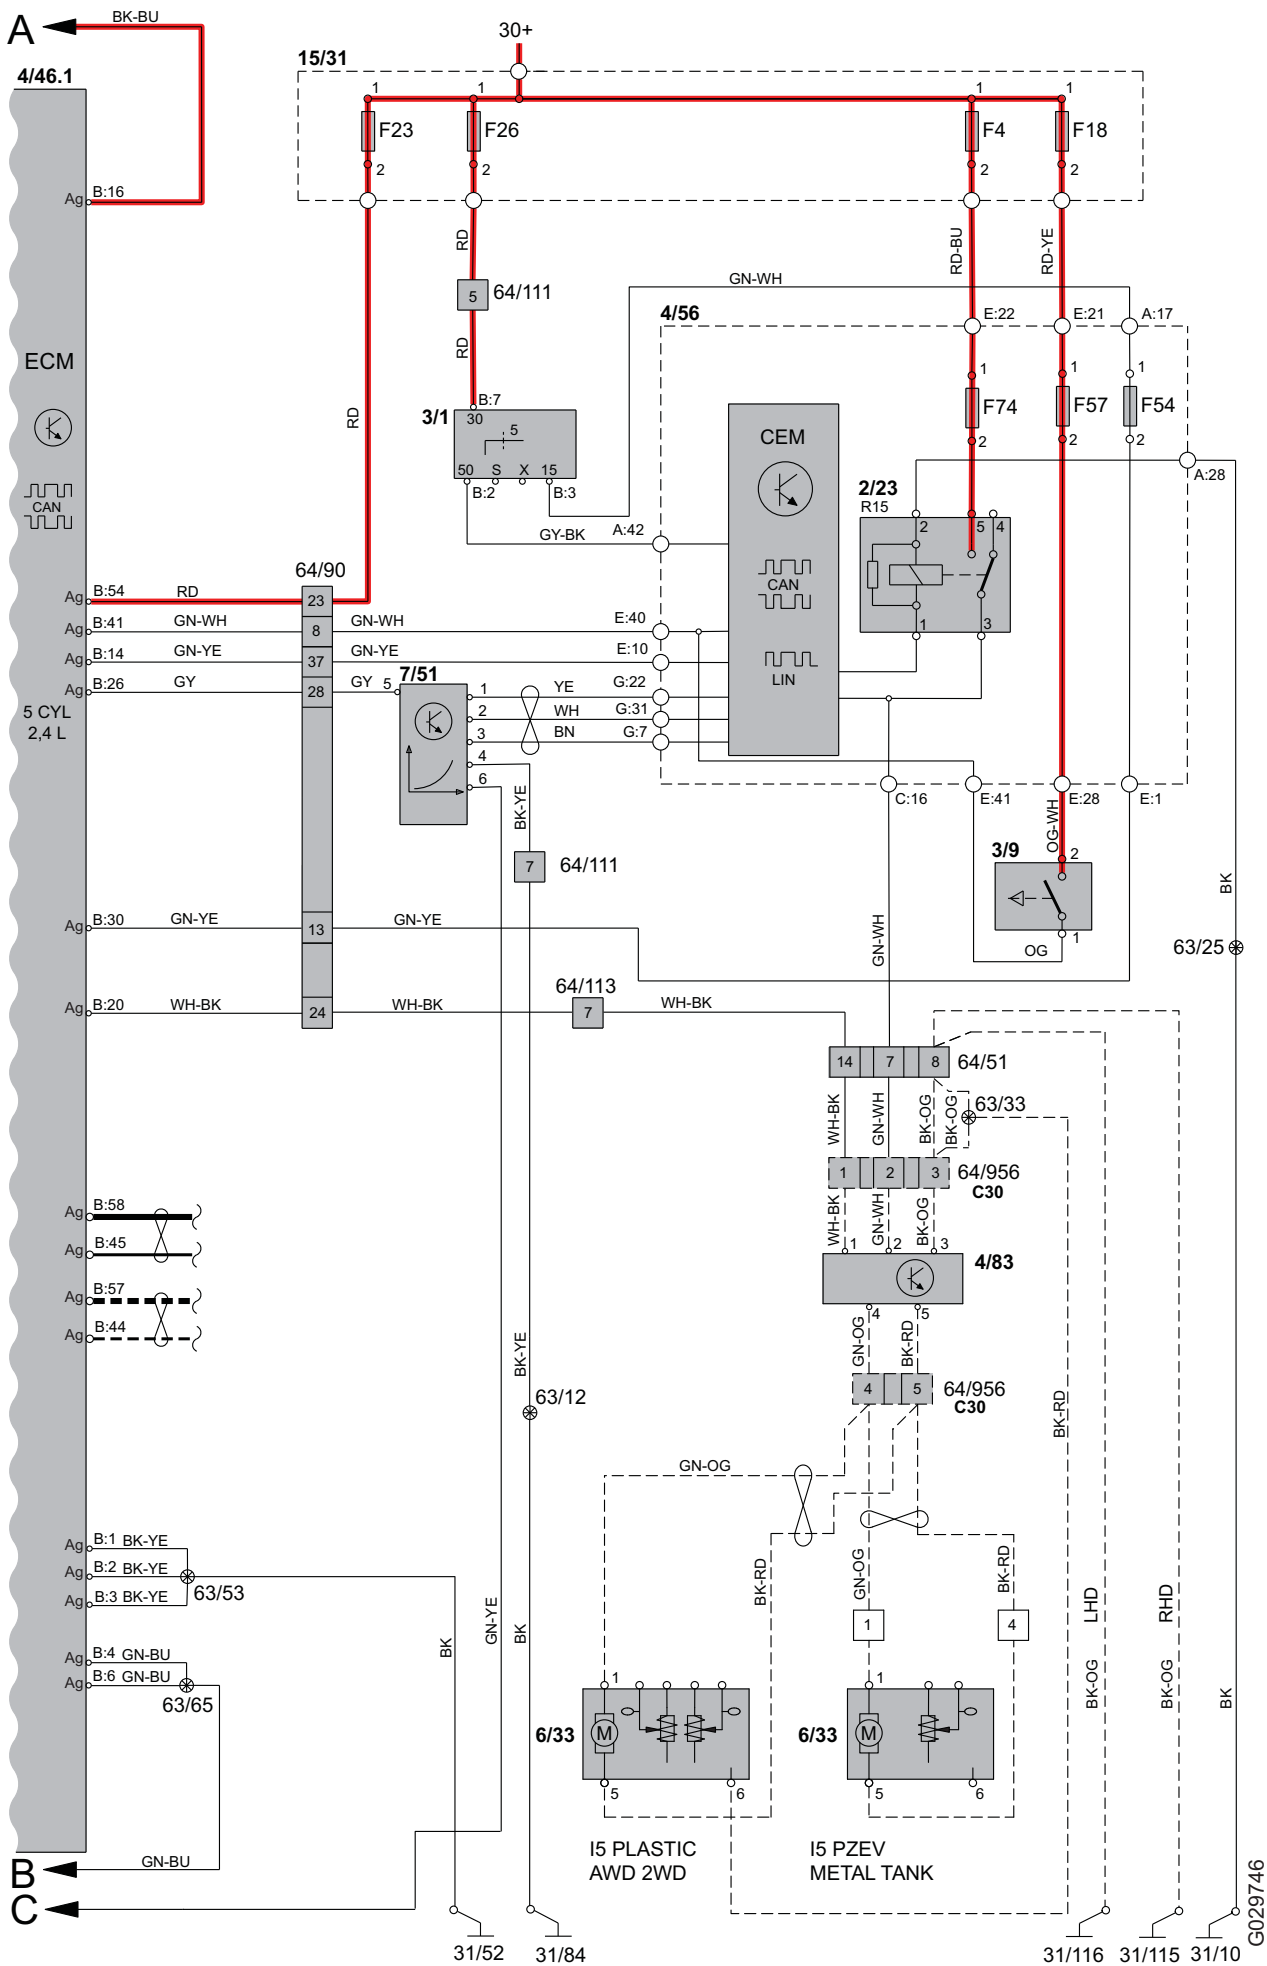 A
BK-BU
30+
15/31
4/46.1
1
1
1
1
F23
F26
F4
F18
2
2
2
2
Ag B:16
RD
RD-BU
RD-YE
GN-WH
5
64/111
4/56
E:22
E:21
A:17
RD
1
1
1
ECM
B:7
3/1
30
5
F74
F57
F54
RD
CEM
2
2
2
50 S X 15
B:2
B:3
A:28
2/23
R15
CAN
2
5
4
GY-BK
A:42
CAN
64/90
Ag B:54
RD
23
1
3
Ag B:41
GN-WH
8
GN-WH
E:40
Ag B:14
GN-YE
37
GN-YE
E:10
LIN
7/51
Ag B:26
GY
28
GY 5
1
YE
G:22
5 CYL
2,4 L
2
WH
G:31
3
BN
G:7
4
6
C:16
E:41
E:28
E:1
BK-YE
OG-WH
3/9
2
7
64/111
BK
Ag B:30
GN-YE
13
GN-YE
GN-WH
1
OG
63/25
64/113
Ag B:20
WH-BK
24
WH-BK
7
WH-BK
14
7
8
64/51
63/33
WH-BK
GN-WH
BK-OG
BK-OG
1
2
3
64/956
C30
Ag B:58
WH-BK
GN-WH
BK-OG
Ag B:45
1
2
3
4/83
Ag B:57
4
5
Ag B:44
GN-OG
BK-RD
BK-YE
4
5
64/956
C30
63/12
BK-RD
GN-OG
Ag B:1 BK-YE
Ag B:2 BK-YE
63/53
Ag B:3 BK-YE
BK-RD
GN-OG
BK-RD
GN-YE
LHD
RHD
1
4
BK
BK
Ag B:4 GN-BU
Ag B:6 GN-BU
63/65
BK-OG
BK-OG
BK
1
1
6/33
M
6/33
M
5
6
5
6
I5 PLASTIC
AWD 2WD
I5 PZEV
METAL TANK
B
GN-BU
C
31/52
31/84
31/116
31/115
31/10
G029746